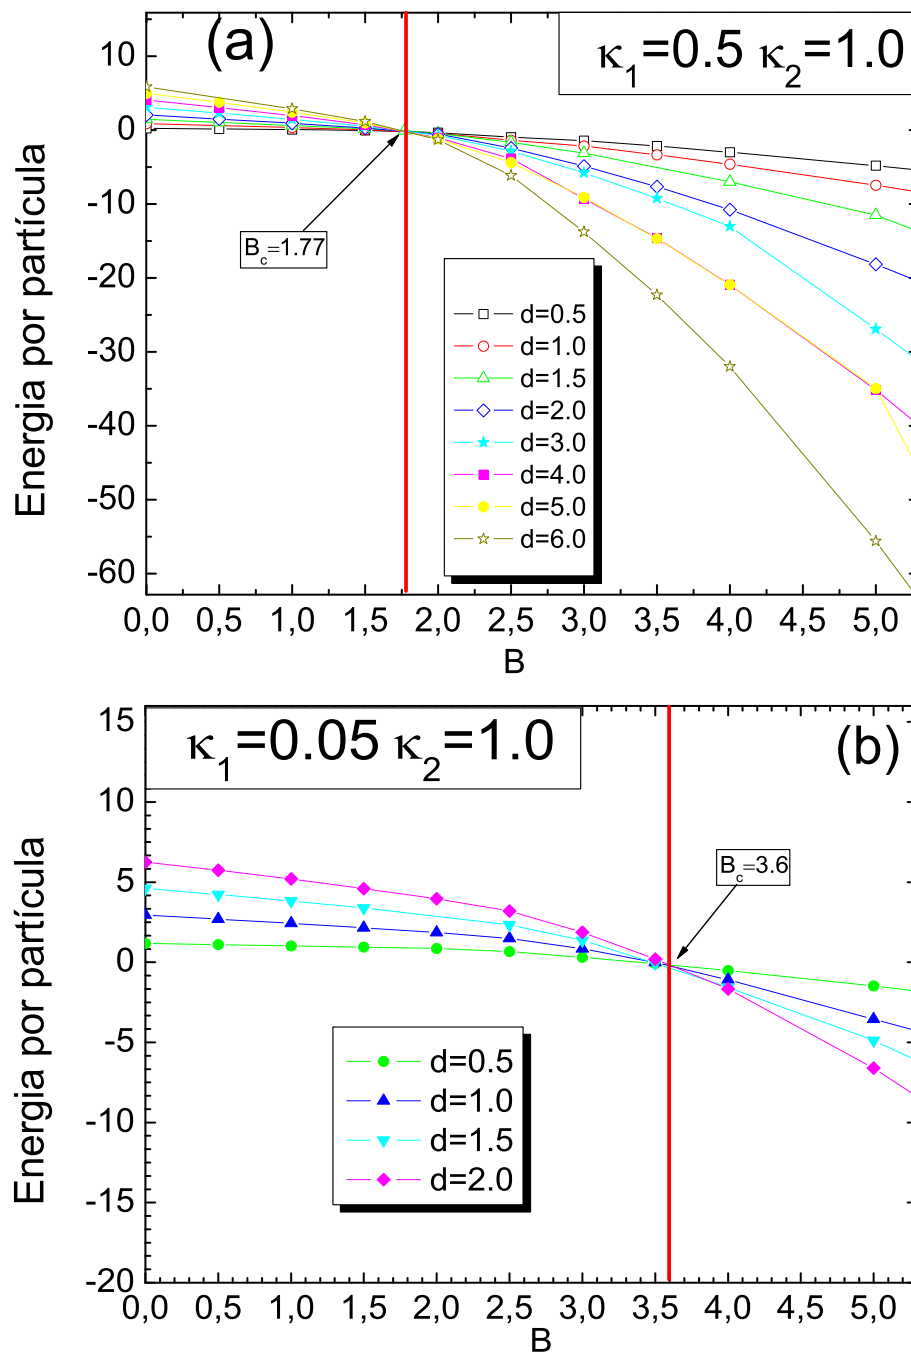 (a)
κ₁=0.5 κ₂=1.0
Energia por partícula
10
0
-10
-20
-30
-40
-50
-60
B_c=1.77
d=0.5
d=1.0
d=1.5
d=2.0
d=3.0
d=4.0
d=5.0
d=6.0
0,0 0,5 1,0 1,5 2,0 2,5 3,0 3,5 4,0 4,5 5,0
B
κ₁=0.05 κ₂=1.0
(b)
Energia por partícula
15
10
5
0
-5
-10
-15
-20
B_c=3.6
d=0.5
d=1.0
d=1.5
d=2.0
0,0 0,5 1,0 1,5 2,0 2,5 3,0 3,5 4,0 4,5 5,0
B